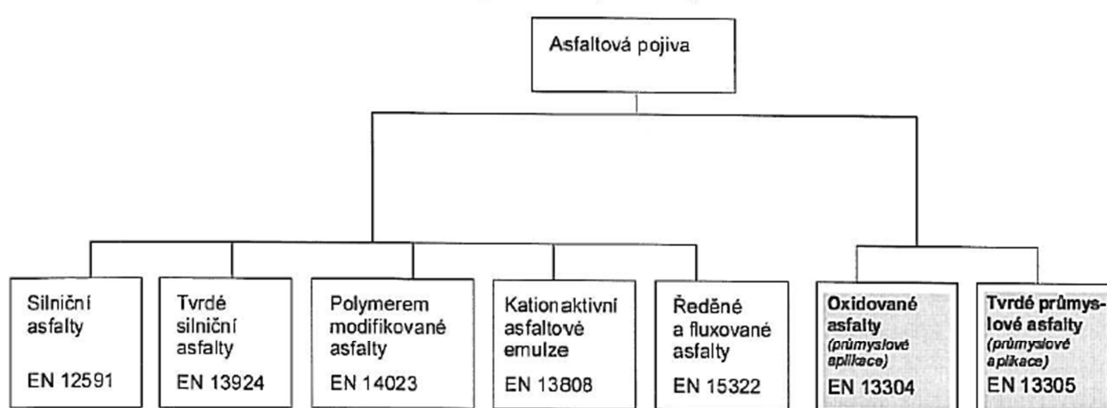 Asfaltová pojiva
Silniční
asfalty
EN 12591
Tvrdé
silniční
asfalty
EN 13924
Polymerem
modifikované
asfalty
EN 14023
Kationaktivní
asfaltové
emulze
EN 13808
Ředěné
a fluxované
asfalty
EN 15322
Oxidované
asfalty
(průmyslové
aplikace)
EN 13304
Tvrdé průmys-
lové asfalty
(průmyslové
aplikace)
EN 13305